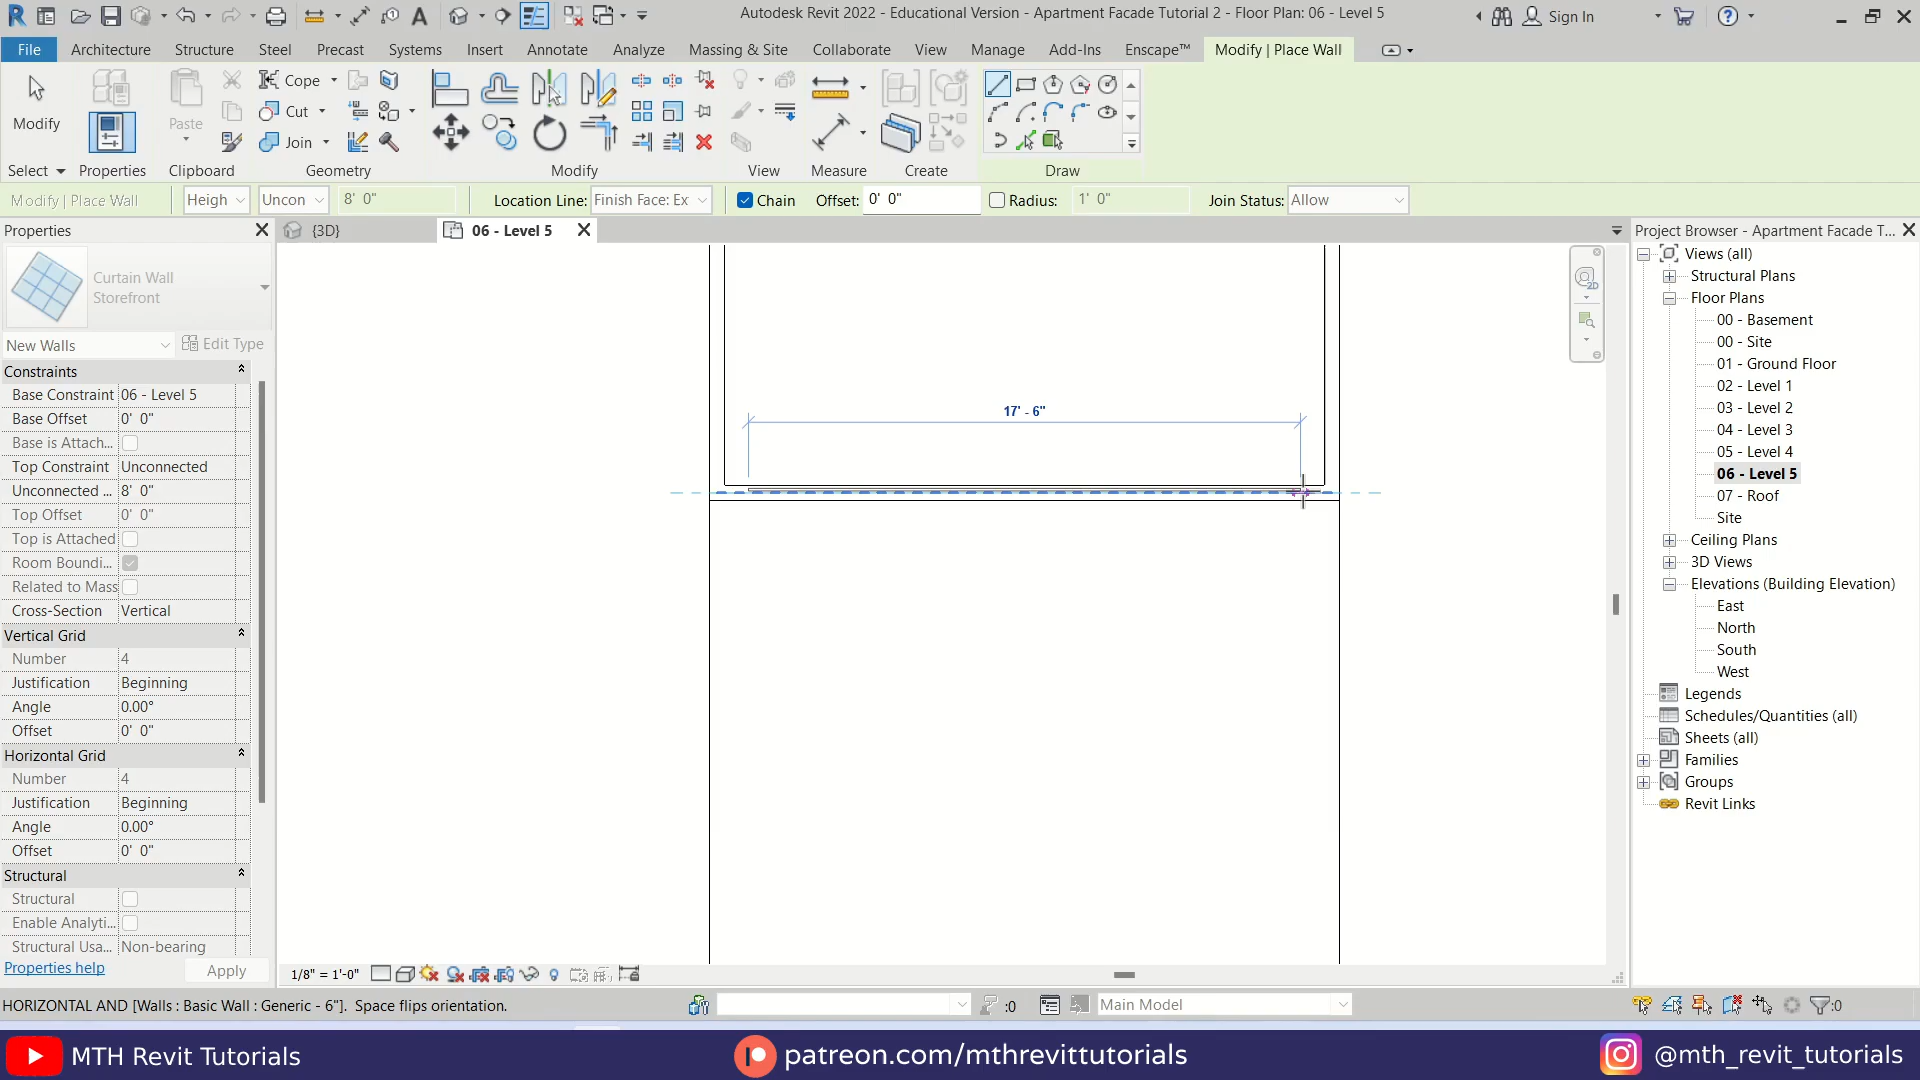 Autodesk Revit 2022 - Educational Version - Apartment Facade Tutorial 2 - Floor Plan: 06 - Level 5
Sign In
File Architecture Structure Steel Precast Systems Insert Annotate Analyze Massing & Site Collaborate View Manage Add-Ins Enscape™ Modify | Place Wall
Modify
Paste
Cope
Cut
Join
Select Properties Clipboard Geometry Modify View Measure Create Draw
Modify | Place Wall Heigh Uncon 8' 0" Location Line: Finish Face: Ex Chain Offset: 0' 0" Radius: 1' 0" Join Status: Allow
Properties
{3D}
06 - Level 5
Project Browser - Apartment Facade T...
Curtain Wall
Storefront
New Walls Edit Type
Constraints
Base Constraint 06 - Level 5
Base Offset 0' 0"
Base is Attach...
Top Constraint Unconnected
Unconnected ... 8' 0"
Top Offset 0' 0"
Top is Attached
Room Boundi...
Related to Mass
Cross-Section Vertical
Vertical Grid
Number 4
Justification Beginning
Angle 0.00°
Offset 0' 0"
Horizontal Grid
Number 4
Justification Beginning
Angle 0.00°
Offset 0' 0"
Structural
Structural
Enable Analyti...
Structural Usa... Non-bearing
Properties help Apply
17' - 6"
2D
Views (all)
Structural Plans
Floor Plans
00 - Basement
00 - Site
01 - Ground Floor
02 - Level 1
03 - Level 2
04 - Level 3
05 - Level 4
06 - Level 5
07 - Roof
Site
Ceiling Plans
3D Views
Elevations (Building Elevation)
East
North
South
West
Legends
Schedules/Quantities (all)
Sheets (all)
Families
Groups
Revit Links
1/8" = 1'-0"
HORIZONTAL AND [Walls : Basic Wall : Generic - 6"]. Space flips orientation.
:0
Main Model
:0
MTH Revit Tutorials
patreon.com/mthrevittutorials
@mth_revit_tutorials